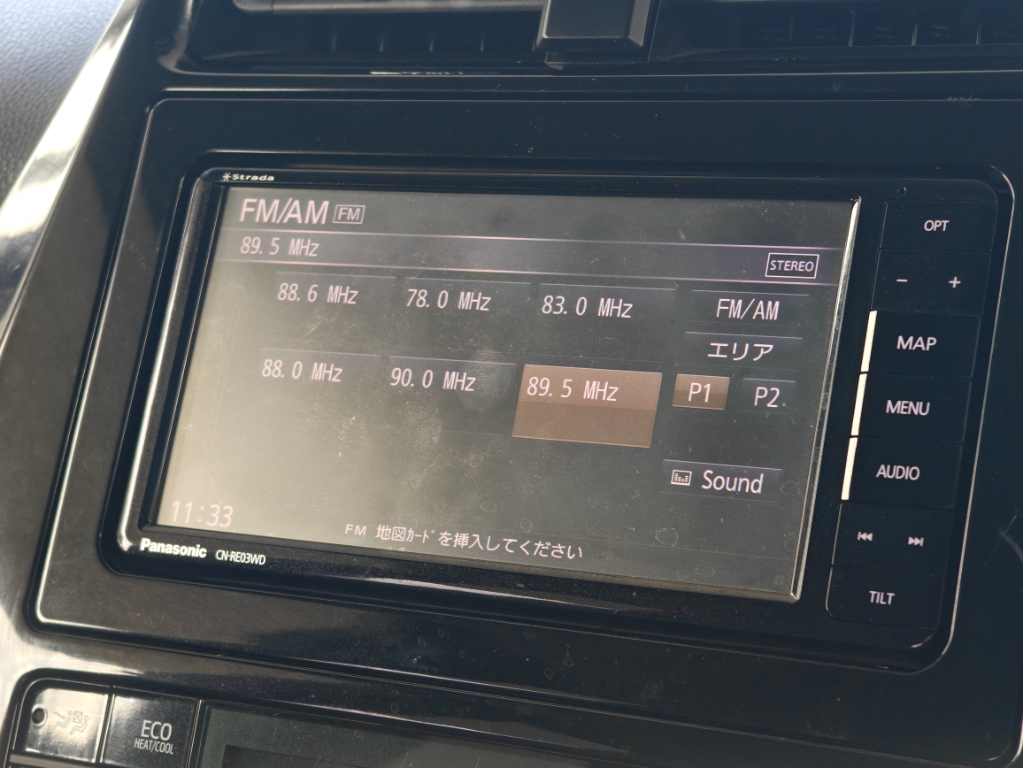 Strada
FM/AM FM
89.5 MHz
STEREO
88.6 MHz 78.0 MHz 83.0 MHz FM/AM
エリア
88.0 MHz 90.0 MHz 89.5 MHz P1 P2
Sound
11:33
FM 地図ｶｰﾄﾞを挿入してください
Panasonic CN-RE03WD
OPT
− +
MAP
MENU
AUDIO
TILT
ECO
HEAT/COOL